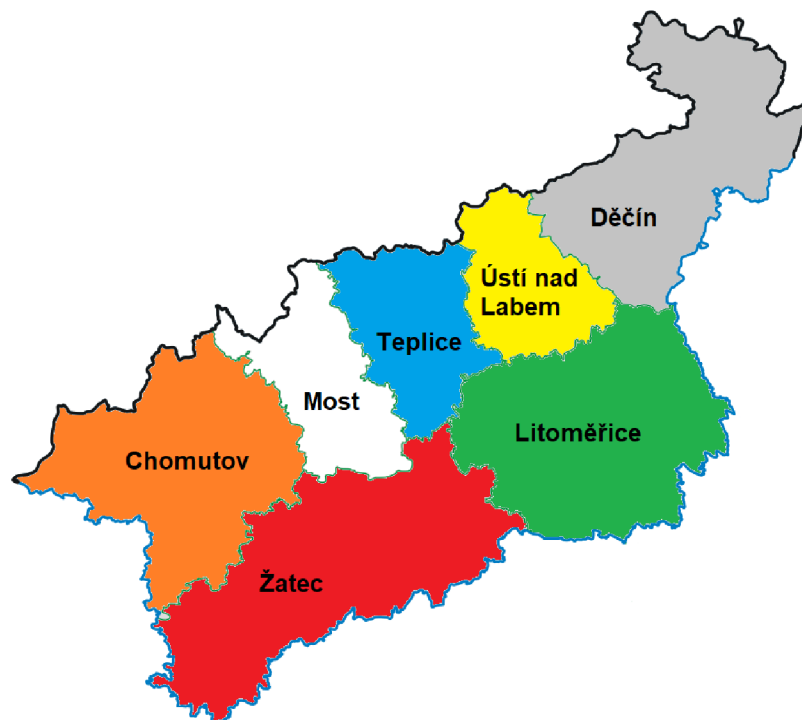 Děčín
Ústí nad
Labem
Teplice
Most
Litoměřice
Chomutov
Žatec